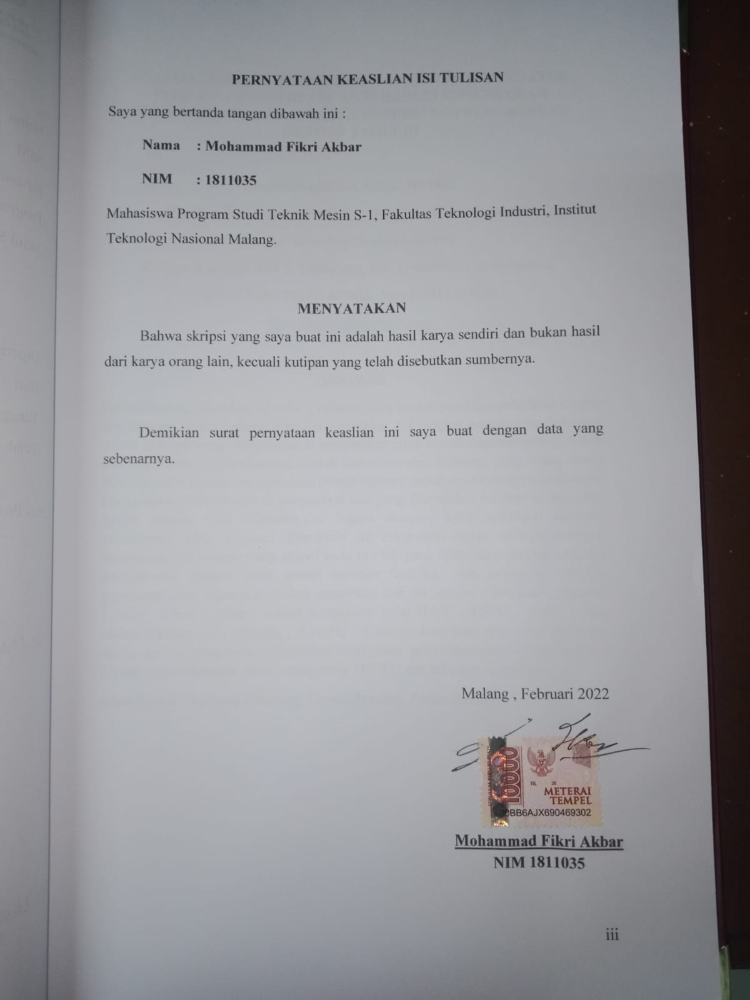 PERNYATAAN KEASLIAN ISI TULISAN
Saya yang bertanda tangan dibawah ini :
Nama : Mohammad Fikri Akbar
NIM : 1811035
Mahasiswa Program Studi Teknik Mesin S-1, Fakultas Teknologi Industri, Institut
Teknologi Nasional Malang.
MENYATAKAN
Bahwa skripsi yang saya buat ini adalah hasil karya sendiri dan bukan hasil
dari karya orang lain, kecuali kutipan yang telah disebutkan sumbernya.
Demikian surat pernyataan keaslian ini saya buat dengan data yang
sebenarnya.
Malang , Februari 2022
10000
METERAI
TEMPEL
BB6AJX690469302
Mohammad Fikri Akbar
NIM 1811035
iii